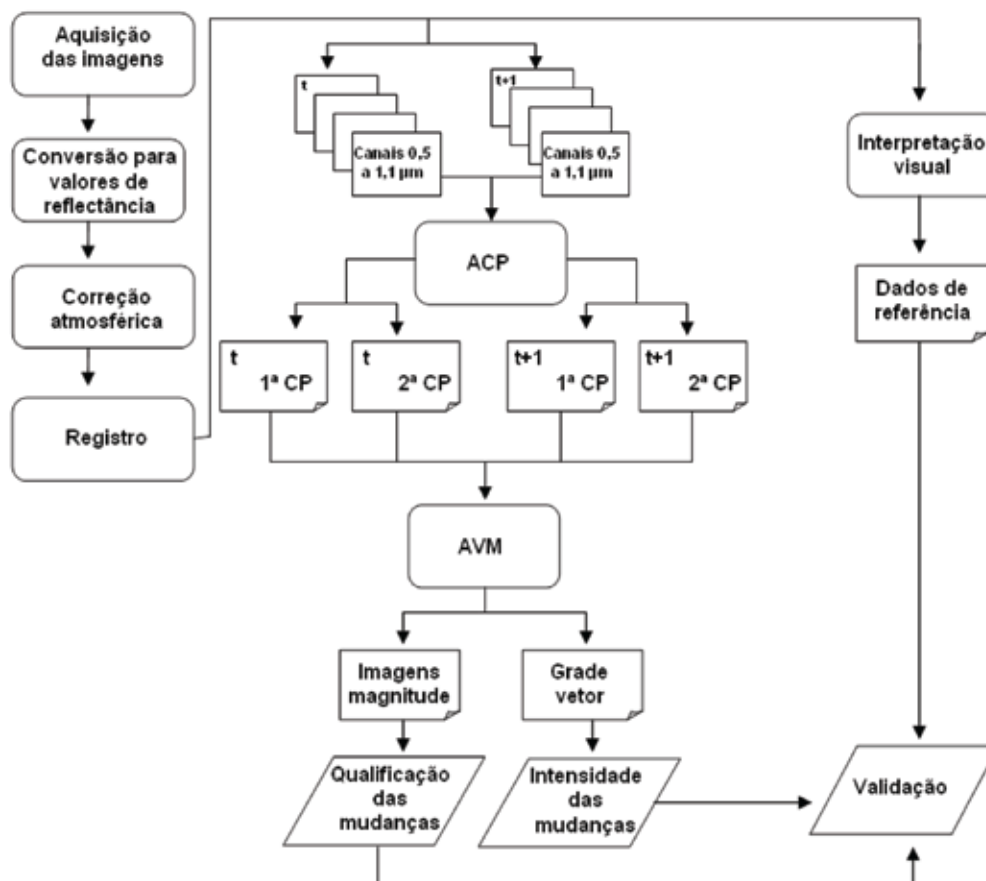 Aquisição
das imagens
Conversão para
valores de
reflectância
Correção
atmosférica
Registro
t
Canais 0,5
a 1,1 µm
t+1
Canais 0,5
a 1,1 µm
ACP
t
1ª CP
t
2ª CP
t+1
1ª CP
t+1
2ª CP
AVM
Imagens
magnitude
Grade
vetor
Qualificação
das
mudanças
Intensidade
das
mudanças
Interpretação
visual
Dados de
referência
Validação